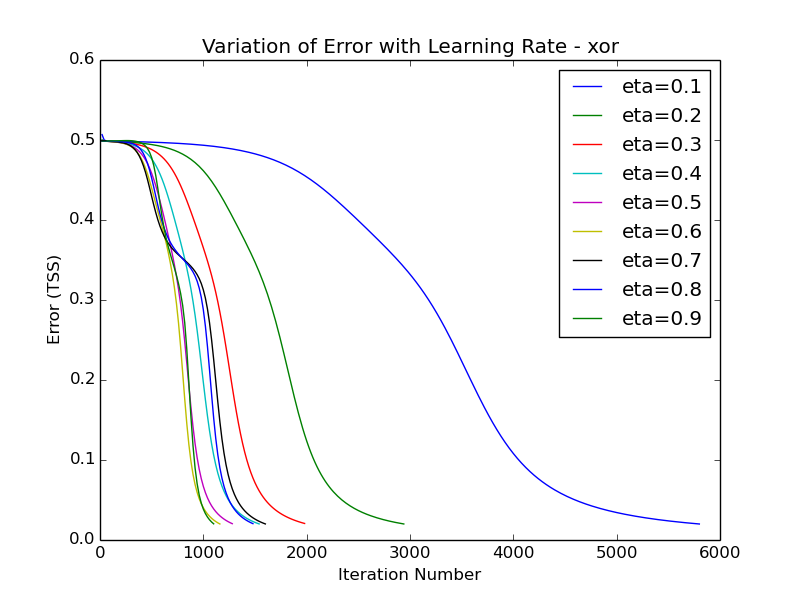 Variation of Error with Learning Rate - xor
0.6
0.5
0.4
0.3
0.2
0.1
0.0
Error (TSS)
eta=0.1
eta=0.2
eta=0.3
eta=0.4
eta=0.5
eta=0.6
eta=0.7
eta=0.8
eta=0.9
0 1000 2000 3000 4000 5000 6000
Iteration Number